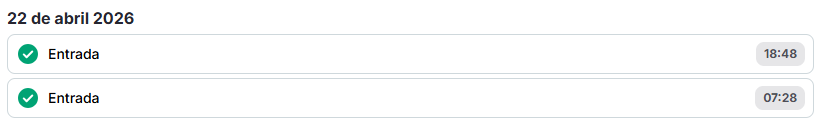 22 de abril 2026
Entrada 18:48
Entrada 07:28